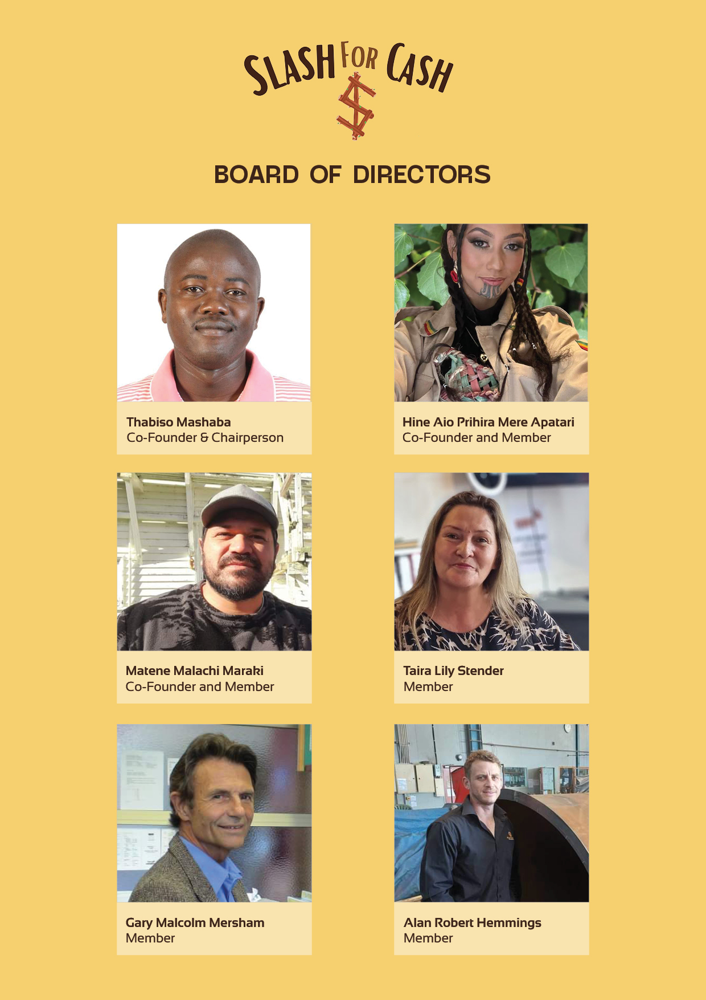 SLASH FOR CASH
BOARD OF DIRECTORS
Thabiso Mashaba
Co-Founder & Chairperson
Hine Aio Prihira Mere Apatari
Co-Founder and Member
Matene Malachi Maraki
Co-Founder and Member
Taira Lily Stender
Member
Gary Malcolm Mersham
Member
Alan Robert Hemmings
Member